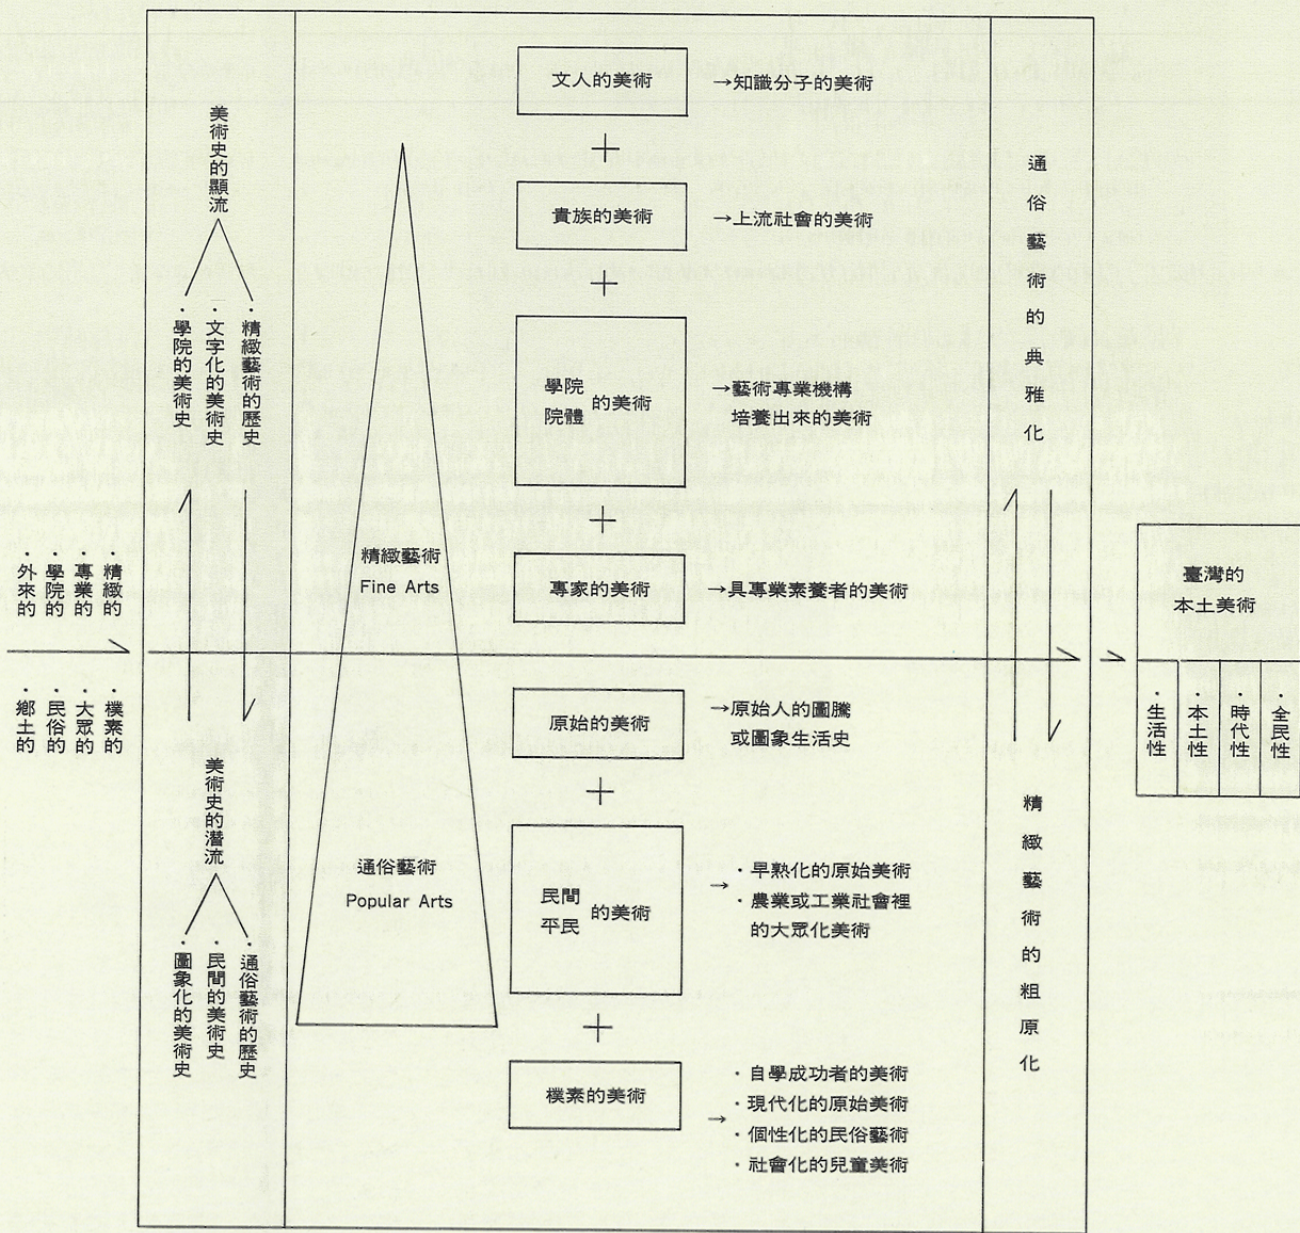 ・精緻的
・專業的
・學院的
・外來的
・樸素的
・大眾的
・民俗的
・鄉土的
美術史的顯流
・精緻藝術的歷史
・文字化的美術史
・學院的美術史
美術史的潛流
・通俗藝術的歷史
・民間的美術史
・圖象化的美術史
精緻藝術
Fine Arts
通俗藝術
Popular Arts
文人的美術
→知識分子的美術
+
貴族的美術
→上流社會的美術
+
學院
院體
的美術
→藝術專業機構
培養出來的美術
+
專家的美術
→具專業素養者的美術
原始的美術
→原始人的圖騰
或圖象生活史
+
民間
平民
的美術
→
・早熟化的原始美術
・農業或工業社會裡
的大眾化美術
+
樸素的美術
→
・自學成功者的美術
・現代化的原始美術
・個性化的民俗藝術
・社會化的兒童美術
通俗藝術的典雅化
精緻藝術的粗原化
臺灣的
本土美術
・全民性
・時代性
・本土性
・生活性